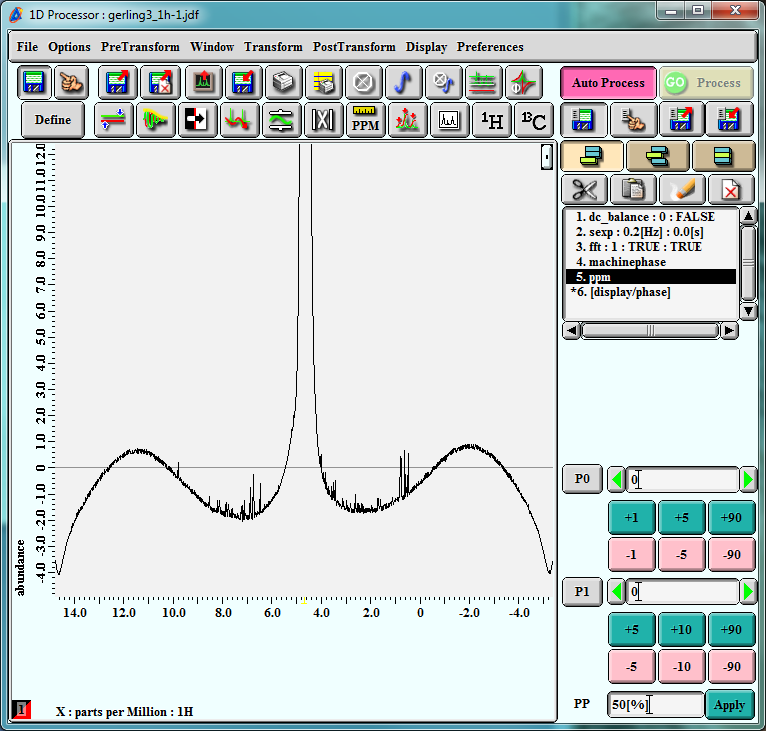 1D Processor : gerling3_1h-1.jdf
File Options PreTransform Window Transform PostTransform Display Preferences
Auto Process GO Process
Define PPM 1H 13C
1. dc_balance : 0 : FALSE
2. sexp : 0.2[Hz] : 0.0[s]
3. fft : 1 : TRUE : TRUE
4. machinephase
5. ppm
*6. [display/phase]
12.0
11.0
10.0
9.0
8.0
7.0
6.0
5.0
4.0
3.0
2.0
1.0
0
-1.0
-2.0
-3.0
-4.0
abundance
14.0 12.0 10.0 8.0 6.0 4.0 2.0 0 -2.0 -4.0
X : parts per Million : 1H
1
P0 0
+1 +5 +90
-1 -5 -90
P1 0
+5 +10 +90
-5 -10 -90
PP 50[%] Apply